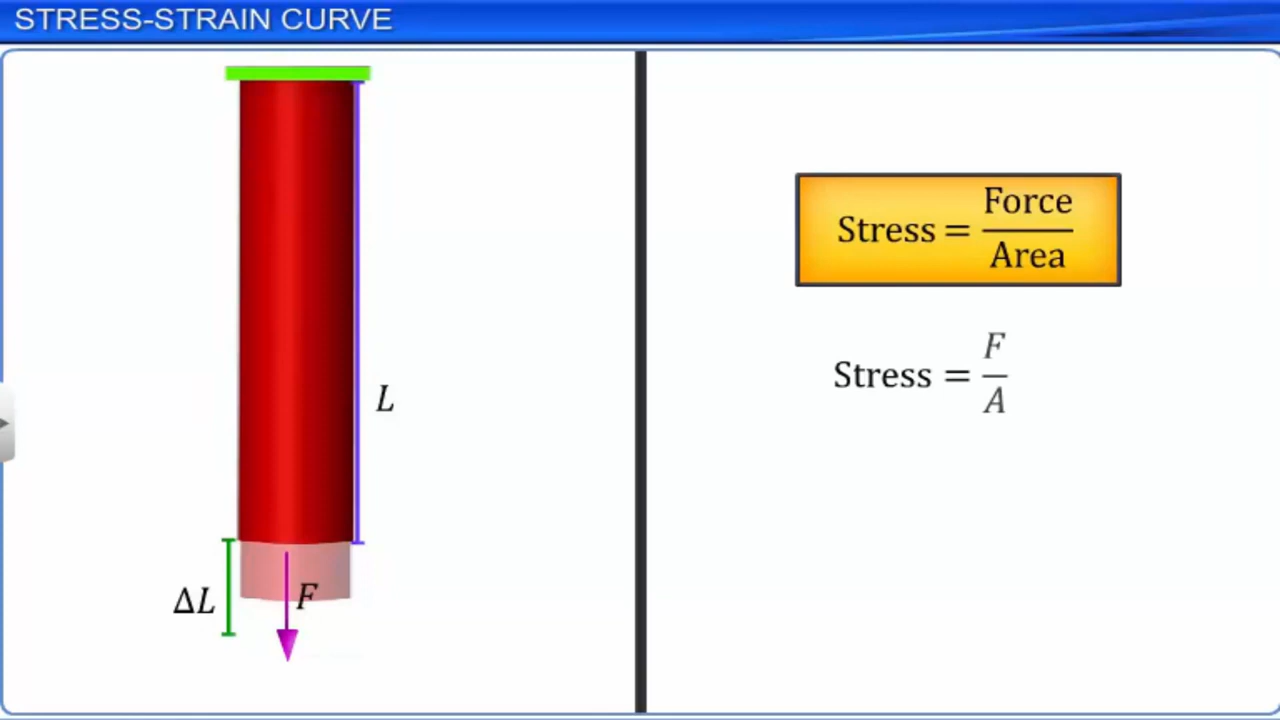 STRESS-STRAIN CURVE
L
ΔL
F
Stress = Force / Area
Stress = F / A